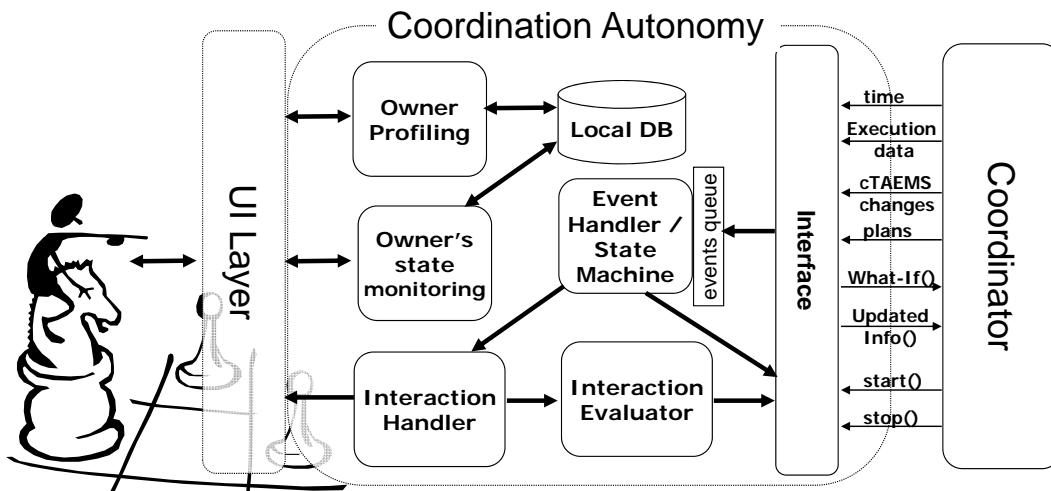 Coordination Autonomy
UI Layer
Owner
Profiling
Local DB
Owner's
state
monitoring
Event
Handler /
State
Machine
events queue
Interaction
Handler
Interaction
Evaluator
Interface
time
Execution
data
cTAEMS
changes
plans
What-If()
Updated
Info()
start()
stop()
Coordinator